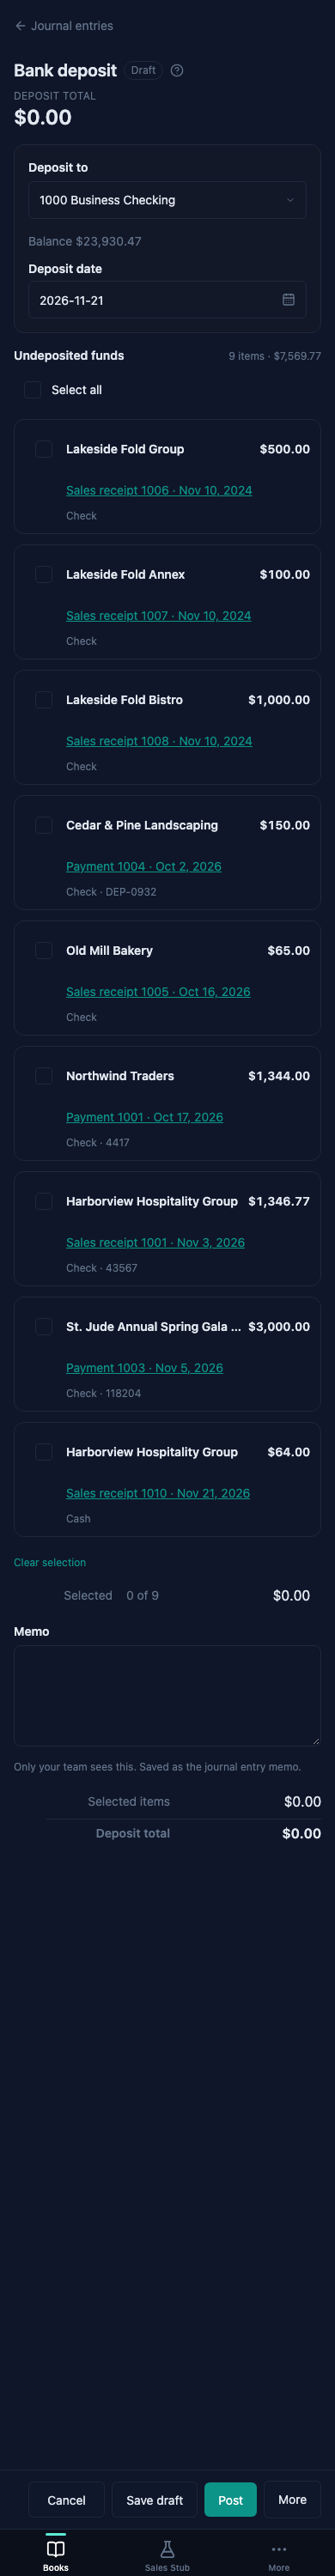 Journal entries
Bank deposit Draft
DEPOSIT TOTAL
$0.00
Deposit to
1000 Business Checking
Balance $23,930.47
Deposit date
2026-11-21
Undeposited funds 9 items · $7,569.77
Select all
Lakeside Fold Group $500.00
Sales receipt 1006 · Nov 10, 2024
Check
Lakeside Fold Annex $100.00
Sales receipt 1007 · Nov 10, 2024
Check
Lakeside Fold Bistro $1,000.00
Sales receipt 1008 · Nov 10, 2024
Check
Cedar & Pine Landscaping $150.00
Payment 1004 · Oct 2, 2026
Check · DEP-0932
Old Mill Bakery $65.00
Sales receipt 1005 · Oct 16, 2026
Check
Northwind Traders $1,344.00
Payment 1001 · Oct 17, 2026
Check · 4417
Harborview Hospitality Group $1,346.77
Sales receipt 1001 · Nov 3, 2026
Check · 43567
St. Jude Annual Spring Gala ... $3,000.00
Payment 1003 · Nov 5, 2026
Check · 118204
Harborview Hospitality Group $64.00
Sales receipt 1010 · Nov 21, 2026
Cash
Clear selection
Selected 0 of 9 $0.00
Memo
Only your team sees this. Saved as the journal entry memo.
Selected items $0.00
Deposit total $0.00
Cancel Save draft Post More
Books Sales Stub More